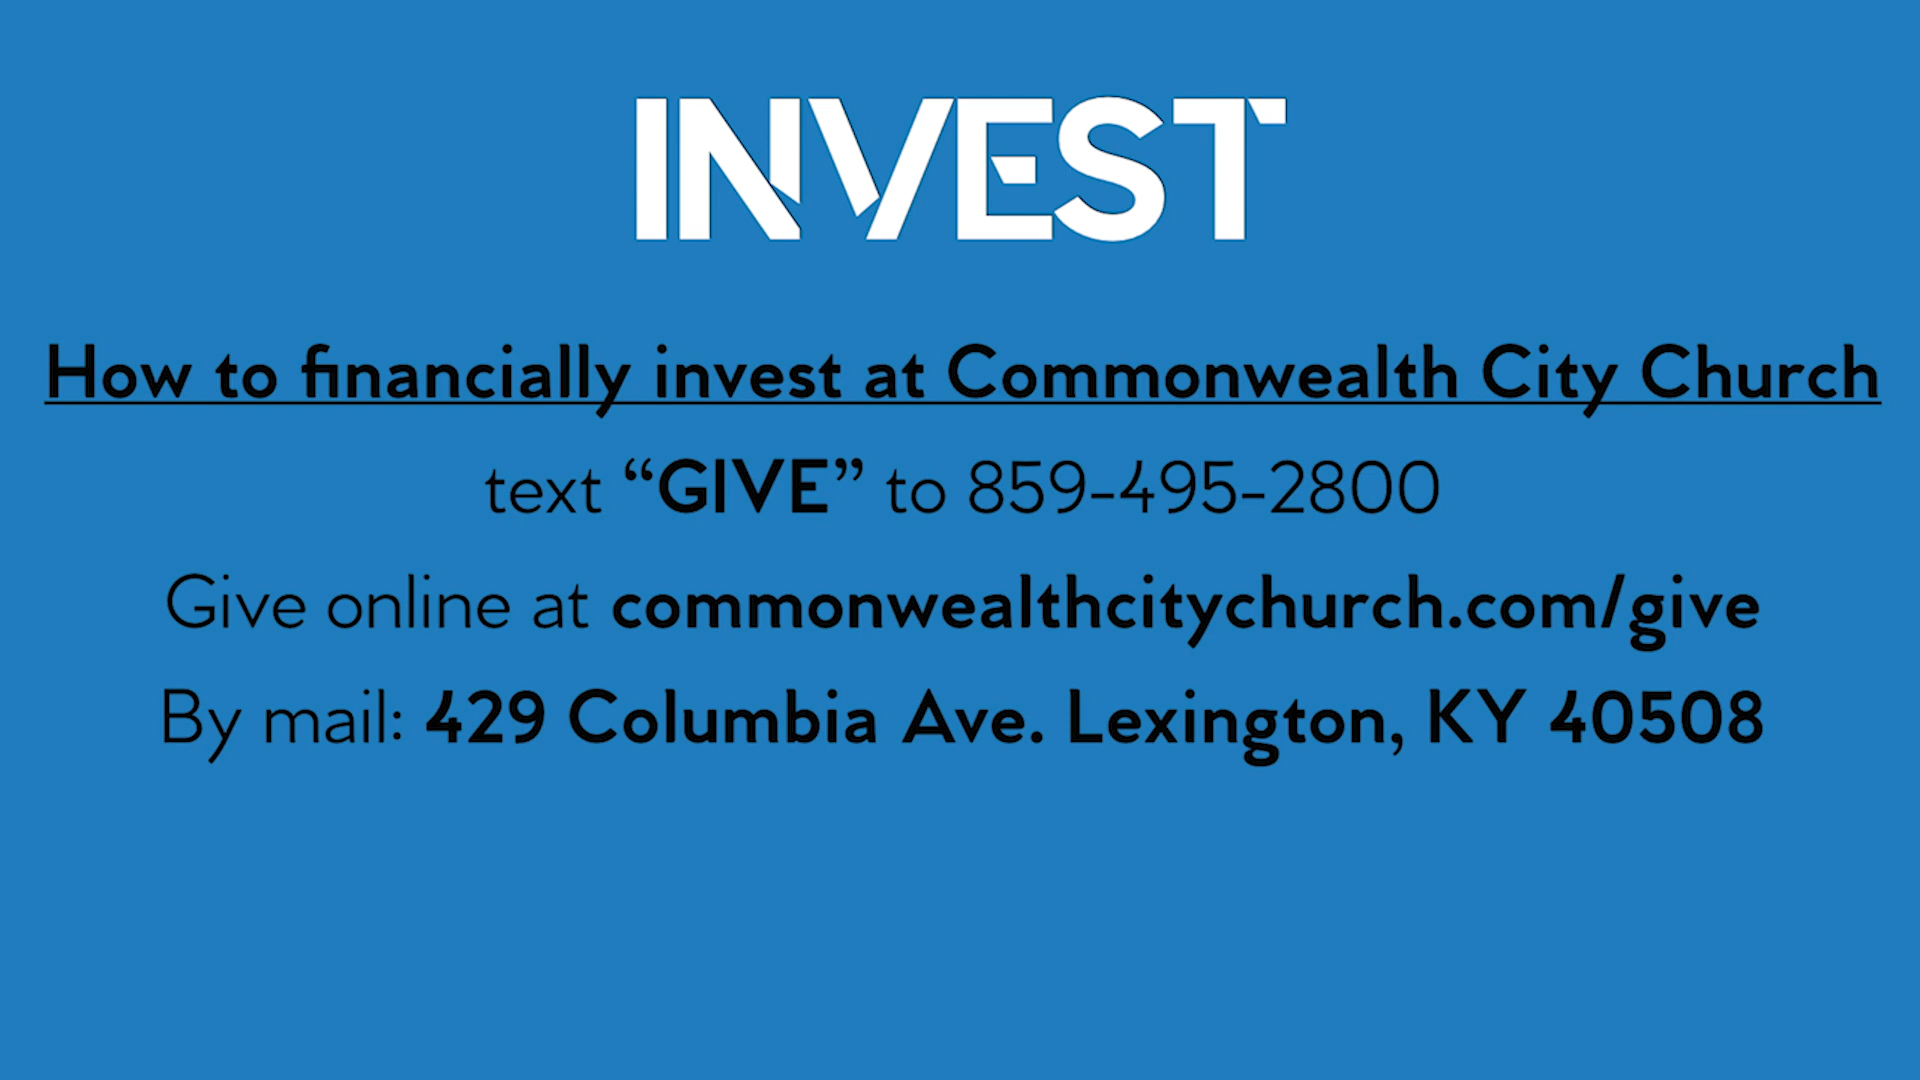 INVEST
How to financially invest at Commonwealth City Church
text “GIVE” to 859-495-2800
Give online at commonwealthcitychurch.com/give
By mail: 429 Columbia Ave. Lexington, KY 40508